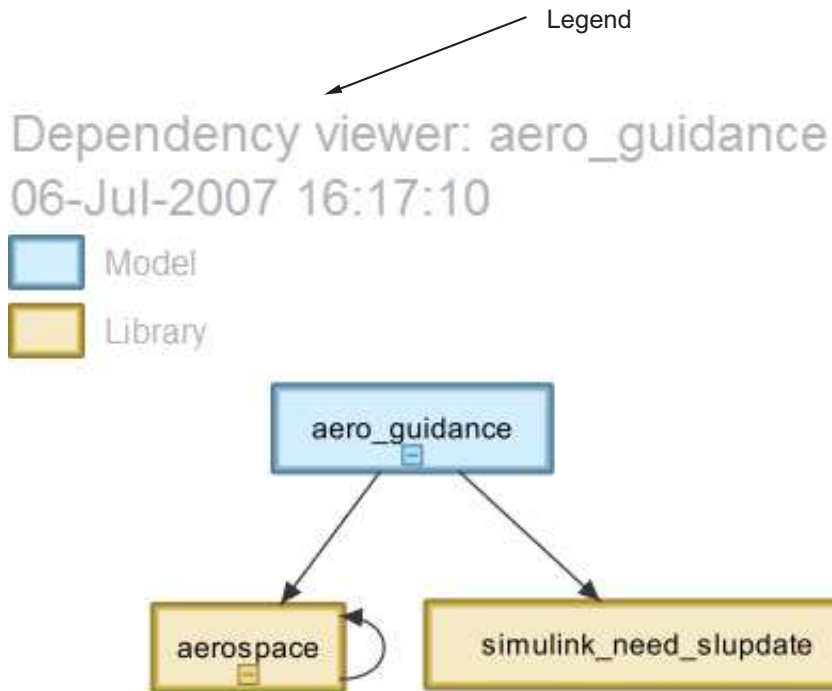 Legend
Dependency viewer: aero_guidance
06-Jul-2007 16:17:10
Model
Library
aero_guidance
aerospace
simulink_need_slupdate